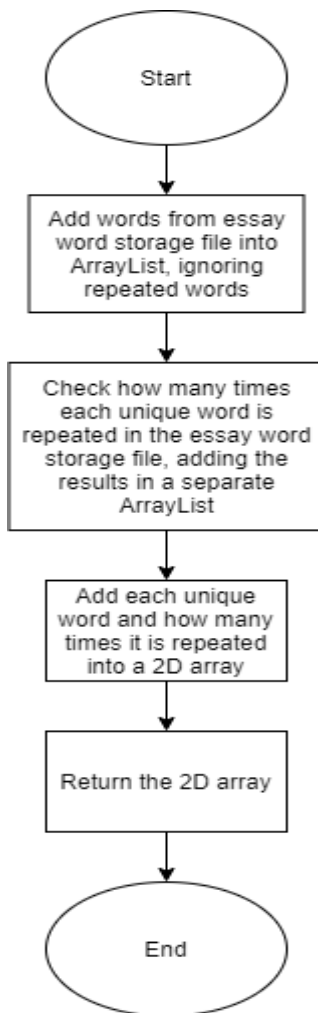 Start
Add words from essay
word storage file into
ArrayList, ignoring
repeated words
Check how many times
each unique word is
repeated in the essay word
storage file, adding the
results in a separate
ArrayList
Add each unique
word and how many
times it is repeated
into a 2D array
Return the 2D array
End